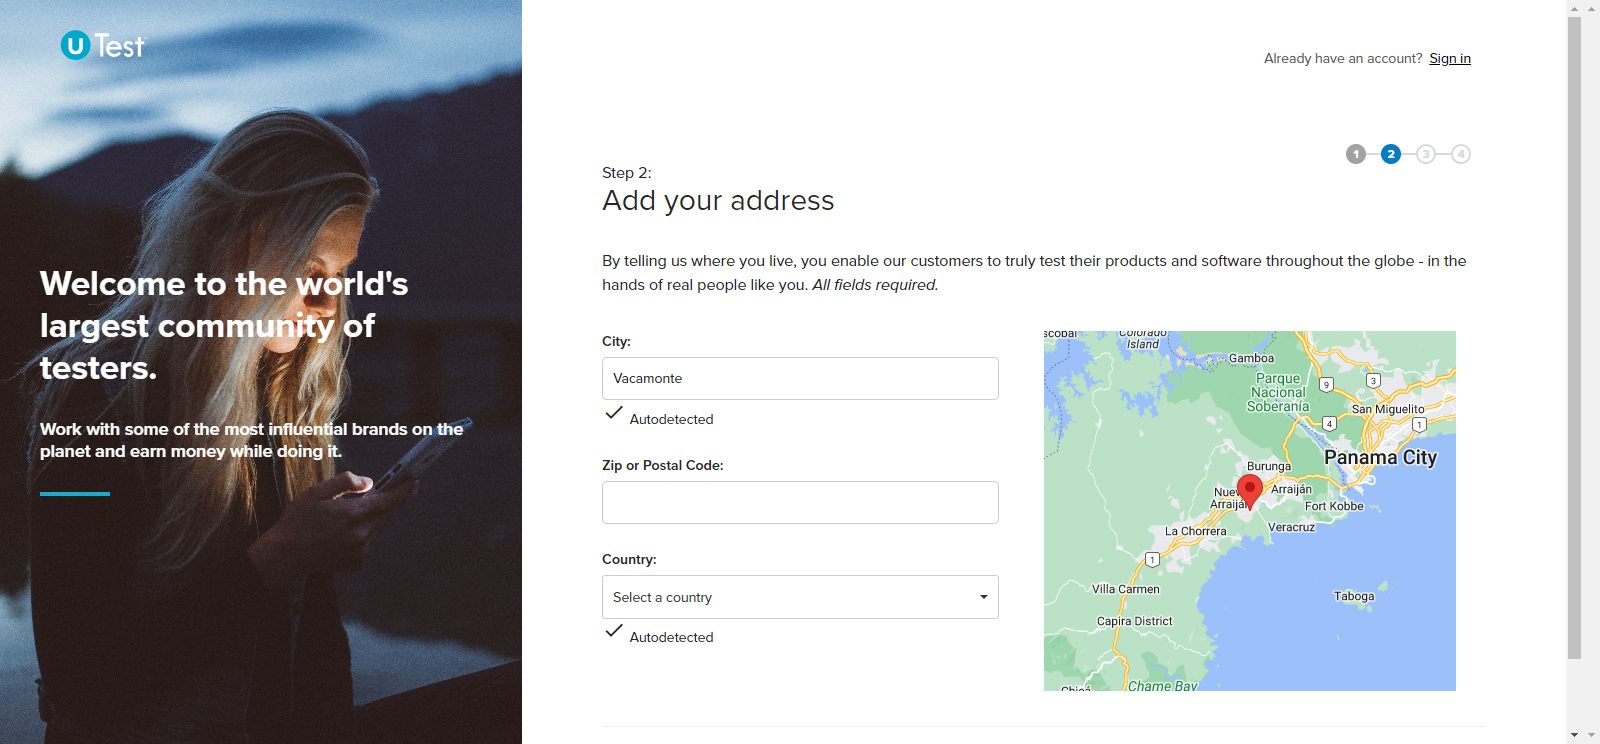 U Test
Already have an account? Sign in
1 2 3 4
Step 2:
Add your address
Welcome to the world's
largest community of
testers.
Work with some of the most influential brands on the
planet and earn money while doing it.
By telling us where you live, you enable our customers to truly test their products and software throughout the globe - in the
hands of real people like you. All fields required.
City:
Vacamonte
Autodetected
Zip or Postal Code:
Country:
Select a country
Autodetected
Colorado
Island
Gamboa
Parque
Nacional
Soberanía
9
3
San Miguelito
4
1
Panama City
Burunga
Nuevo
Arraiján
Arraiján
Fort Kobbe
La Chorrera
Veracruz
1
Villa Carmen
Taboga
Capira District
Chame Bay